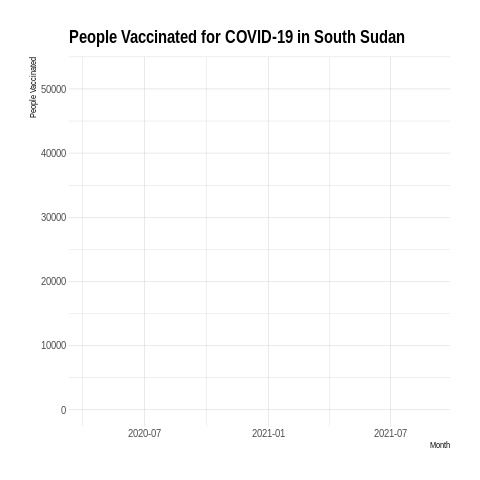 People Vaccinated for COVID-19 in South Sudan
People Vaccinated
50000
40000
30000
20000
10000
0
2020-07 2021-01 2021-07
Month